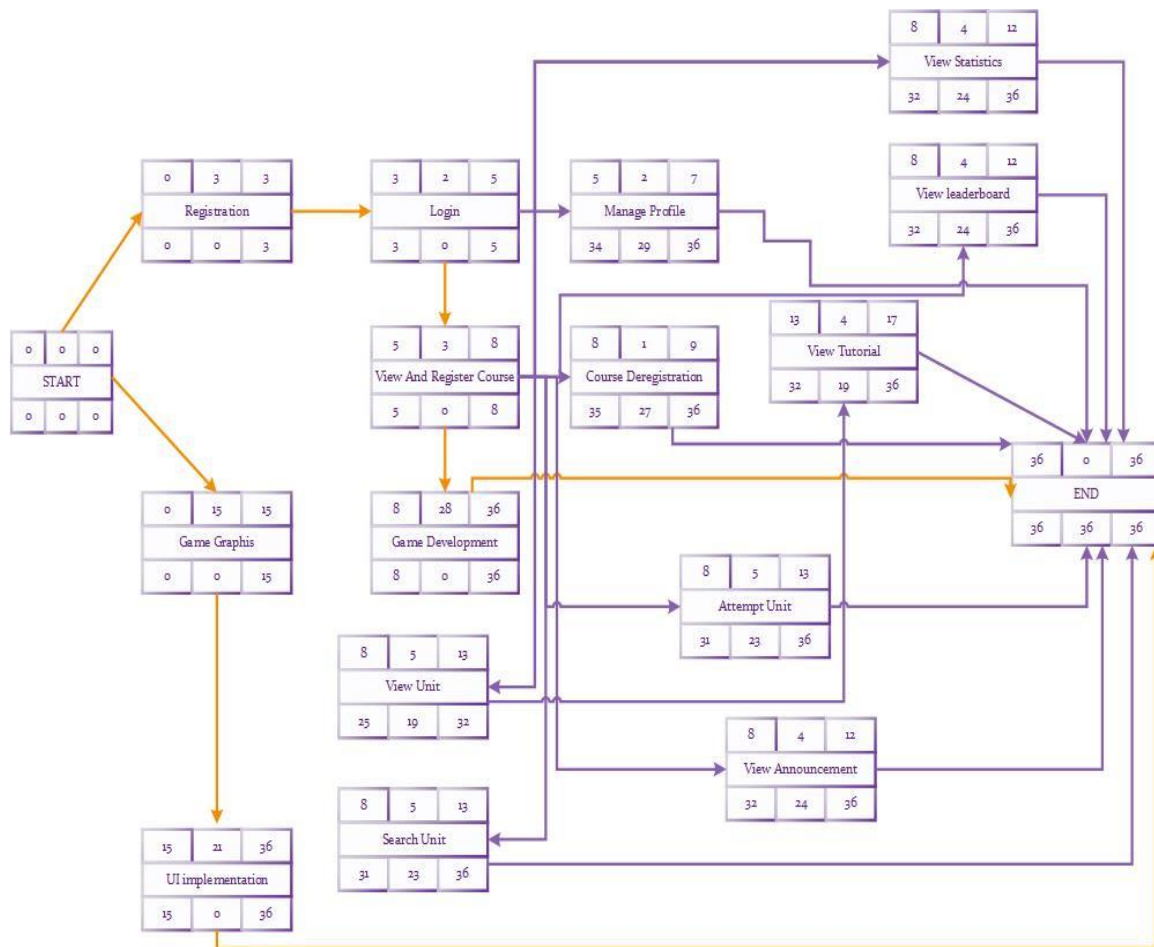 8 4 12
View Statistics
32 24 36
8 4 12
View leaderboard
32 24 36
0 3 3
Registration
0 0 3
3 2 5
Login
3 0 5
5 2 7
Manage Profile
34 29 36
0 0 0
START
0 0 0
5 3 8
View And Register Course
5 0 8
8 1 9
Course Deregistration
35 27 36
13 4 17
View Tutorial
32 19 36
36 0 36
END
36 36 36
0 15 15
Game Graphis
0 0 15
8 28 36
Game Development
8 0 36
8 5 13
Attempt Unit
31 23 36
8 5 13
View Unit
25 19 32
8 4 12
View Announcement
32 24 36
8 5 13
Search Unit
31 23 36
15 21 36
UI implementation
15 0 36